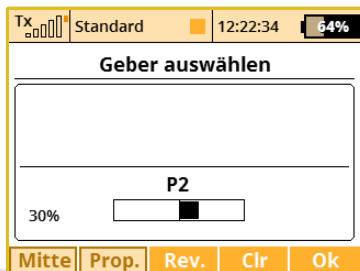 Tx Standard 12:22:34 64%
Geber auswählen
P2
30%
Mitte Prop. Rev. Clr Ok